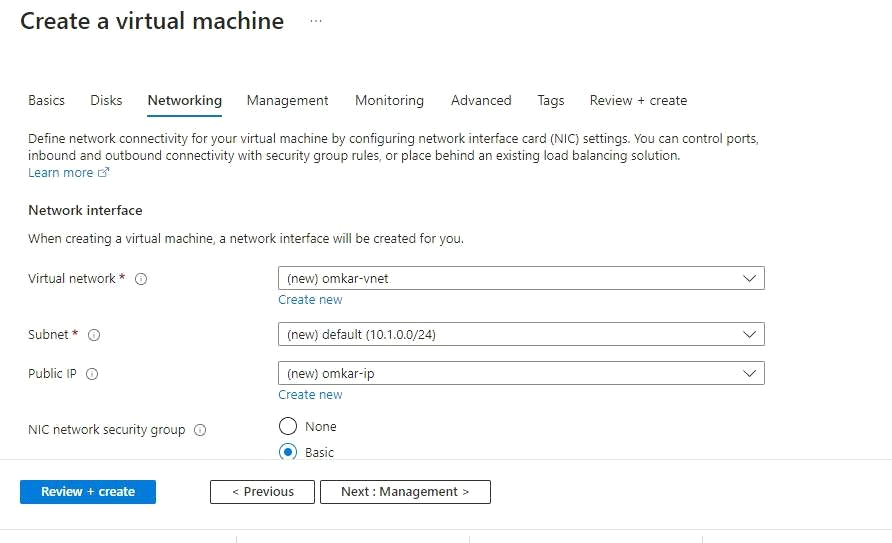 Create a virtual machine ...
Basics Disks Networking Management Monitoring Advanced Tags Review + create
Define network connectivity for your virtual machine by configuring network interface card (NIC) settings. You can control ports,
inbound and outbound connectivity with security group rules, or place behind an existing load balancing solution.
Learn more
Network interface
When creating a virtual machine, a network interface will be created for you.
Virtual network * (new) omkar-vnet
Create new
Subnet * (new) default (10.1.0.0/24)
Public IP (new) omkar-ip
Create new
NIC network security group None
Basic
Review + create < Previous Next : Management >